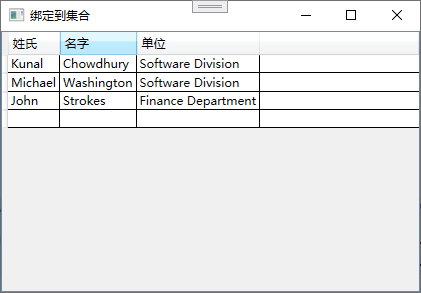 绑定到集合
姓氏 名字 单位
Kunal Chowdhury Software Division
Michael Washington Software Division
John Strokes Finance Department